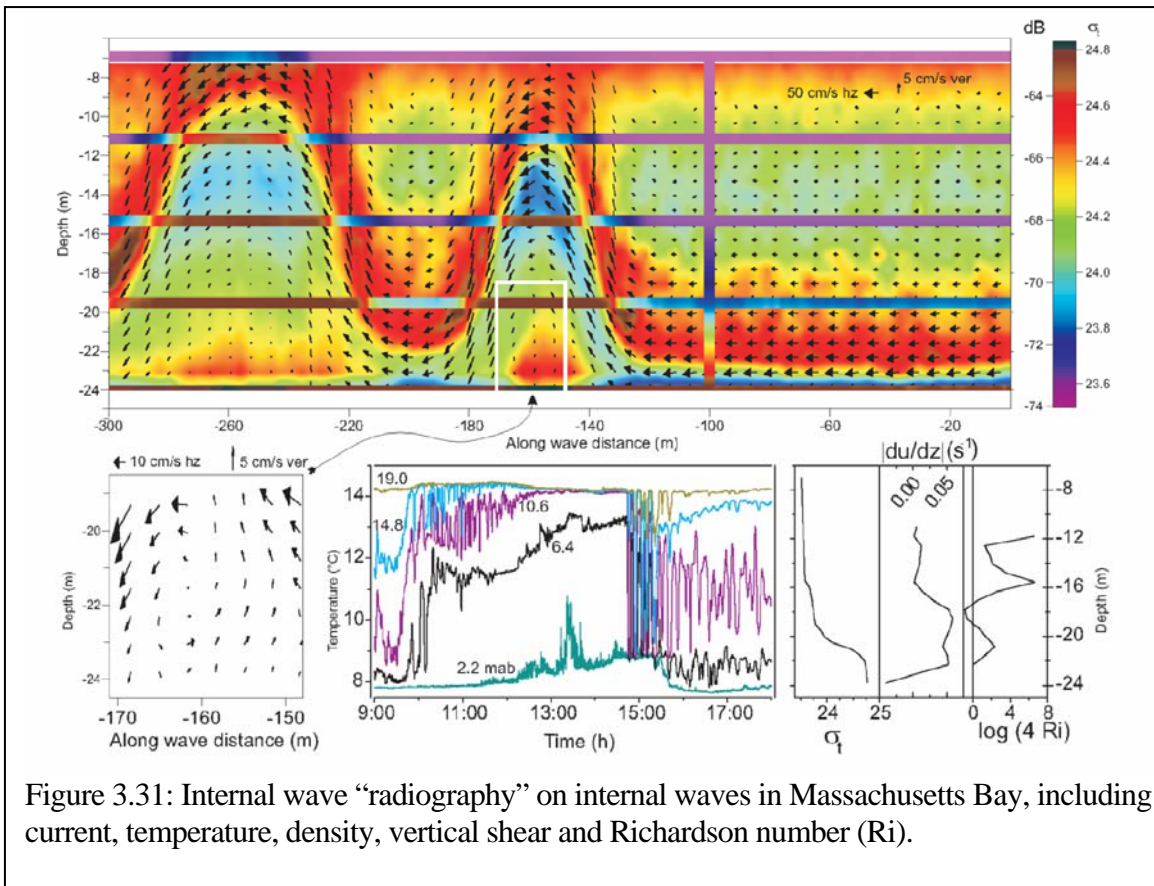 dB σt
-8
-10
-12
-14
-16
-18
-20
-22
-24
Depth (m)
5 cm/s ver
50 cm/s hz
-64
-66
-68
-70
-72
-74
24.8
24.6
24.4
24.2
24.0
23.8
23.6
-300 -260 -220 -180 -140 -100 -60 -20
Along wave distance (m)
10 cm/s hz 5 cm/s ver
-20
-22
-24
Depth (m)
-170 -160 -150
Along wave distance (m)
14
12
10
8
Temperature (°C)
19.0
14.8
10.6
6.4
2.2 mab
9:00 11:00 13:00 15:00 17:00
Time (h)
|du/dz| (s-1)
0.00 0.05
24 25
σt
0 4 8
log (4 Ri)
-8
-12
-16
-20
-24
Depth (m)
Figure 3.31: Internal wave “radiography” on internal waves in Massachusetts Bay, including
current, temperature, density, vertical shear and Richardson number (Ri).